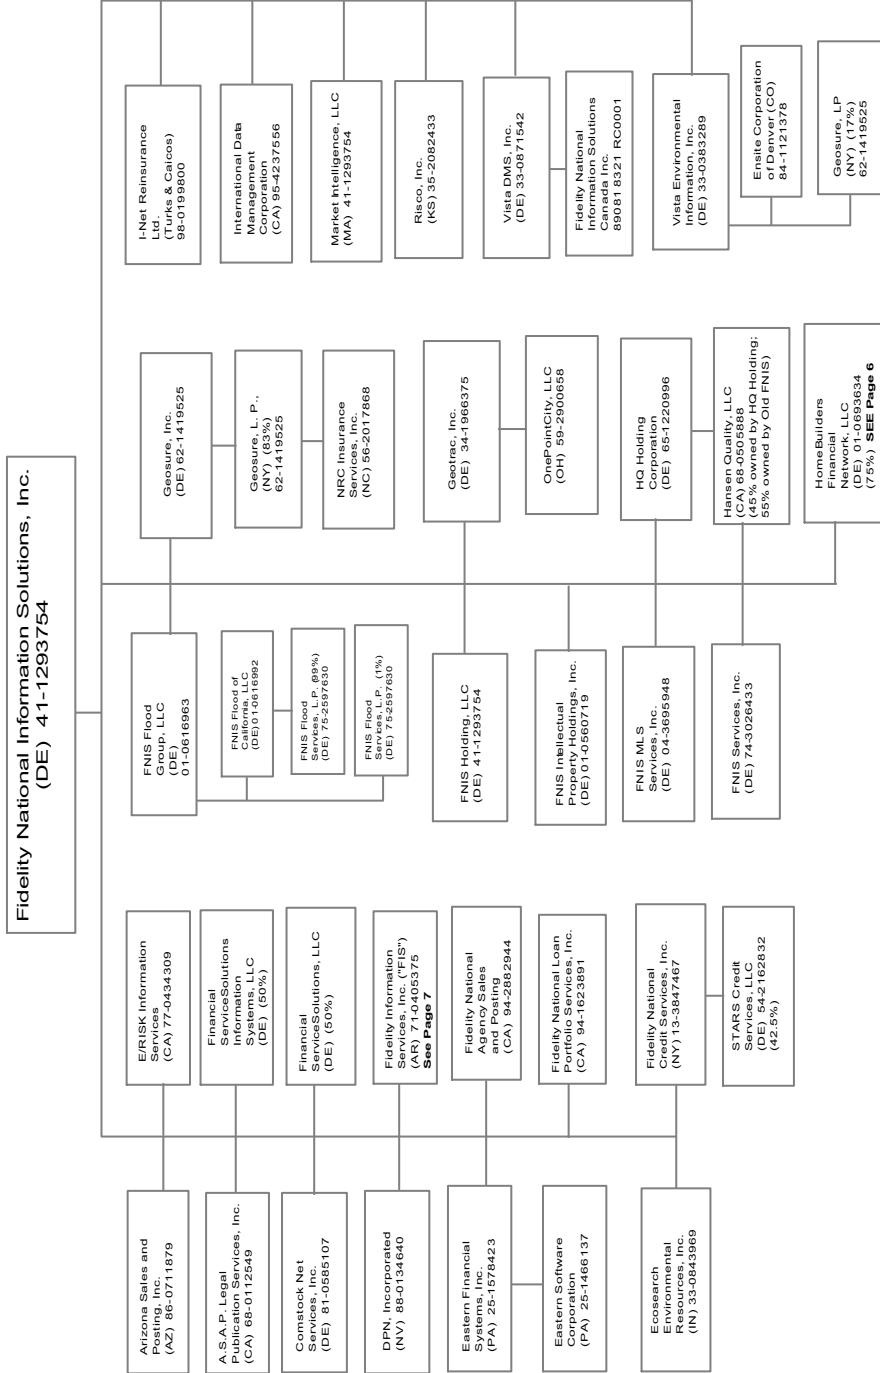 Fidelity National Information Solutions, Inc.
(DE) 41-1293754
Arizona Sales and
Posting, Inc.
(AZ) 86-0711879
A.S.A.P. Legal
Publication Services, Inc.
(CA) 68-0112549
Comstock Net
Services, Inc.
(DE) 81-0585107
DPN, Incorporated
(NV) 88-0134640
Eastern Financial
Systems, Inc.
(PA) 25-1578423
Eastern Software
Corporation
(PA) 25-1466137
Ecosearch
Environmental
Resources, Inc.
(IN) 33-0843969
E/RISK Information
Services
(CA) 77-0434309
Financial
ServiceSolutions
Information
Systems, LLC
(DE) (50%)
Financial
ServiceSolutions, LLC
(DE) (50%)
Fidelity Information
Services, Inc. ("FIS")
(AR) 71-0405375
See Page 7
Fidelity National
Agency Sales
and Posting
(CA) 94-2882944
Fidelity National Loan
Portfolio Services, Inc.
(CA) 94-1623891
Fidelity National
Credit Services, Inc.
(NY) 13-3847467
STARS Credit
Services, LLC
(DE) 54-2162832
(42.5%)
FNIS Flood
Group, LLC
(DE)
01-0616963
FNIS Flood of
California, LLC
(DE) 01-0616992
FNIS Flood
Services, L.P. (99%)
(DE) 75-2597630
FNIS Flood
Services, L.P. (1%)
(DE) 75-2597630
FNIS Holding, LLC
(DE) 41-1293754
FNIS Intellectual
Property Holdings, Inc.
(DE) 01-0560719
FNIS MLS
Services, Inc.
(DE) 04-3695948
FNIS Services, Inc.
(DE) 74-3026433
Geosure, Inc.
(DE) 62-1419525
Geosure, L. P.,
(NY) (83%)
62-1419525
NRC Insurance
Services, Inc.
(NC) 56-2017868
Geotrac, Inc.
(DE) 34-1966375
OnePointCity, LLC
(OH) 59-2900658
HQ Holding
Corporation
(DE) 65-1220996
Hansen Quality, LLC
(CA) 68-0505888
(45% owned by HQ Holding;
55% owned by Old FNIS)
HomeBuilders
Financial
Network, LLC
(DE) 01-0693634
(75%) SEE Page 6
I-Net Reinsurance
Ltd.
(Turks & Caicos)
98-0199800
International Data
Management
Corporation
(CA) 95-4237556
Market Intelligence, LLC
(MA) 41-1293754
Risco, Inc.
(KS) 35-2082433
Vista DMS, Inc.
(DE) 33-0871542
Fidelity National
Information Solutions
Canada Inc.
89081 8321 RC0001
Vista Environmental
Information, Inc.
(DE) 33-0383289
Ensite Corporation
of Denver (CO)
84-1121378
Geosure, LP
(NY) (17%)
62-1419525